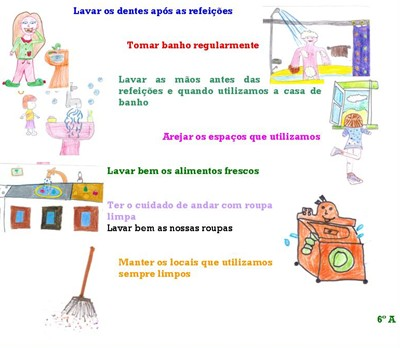 Lavar os dentes após as refeições
Tomar banho regularmente
Lavar as mãos antes das
refeições e quando utilizamos a casa de
banho
Arejar os espaços que utilizamos
Lavar bem os alimentos frescos
Ter o cuidado de andar com roupa
limpa
Lavar bem as nossas roupas
Manter os locais que utilizamos
sempre limpos
6º A